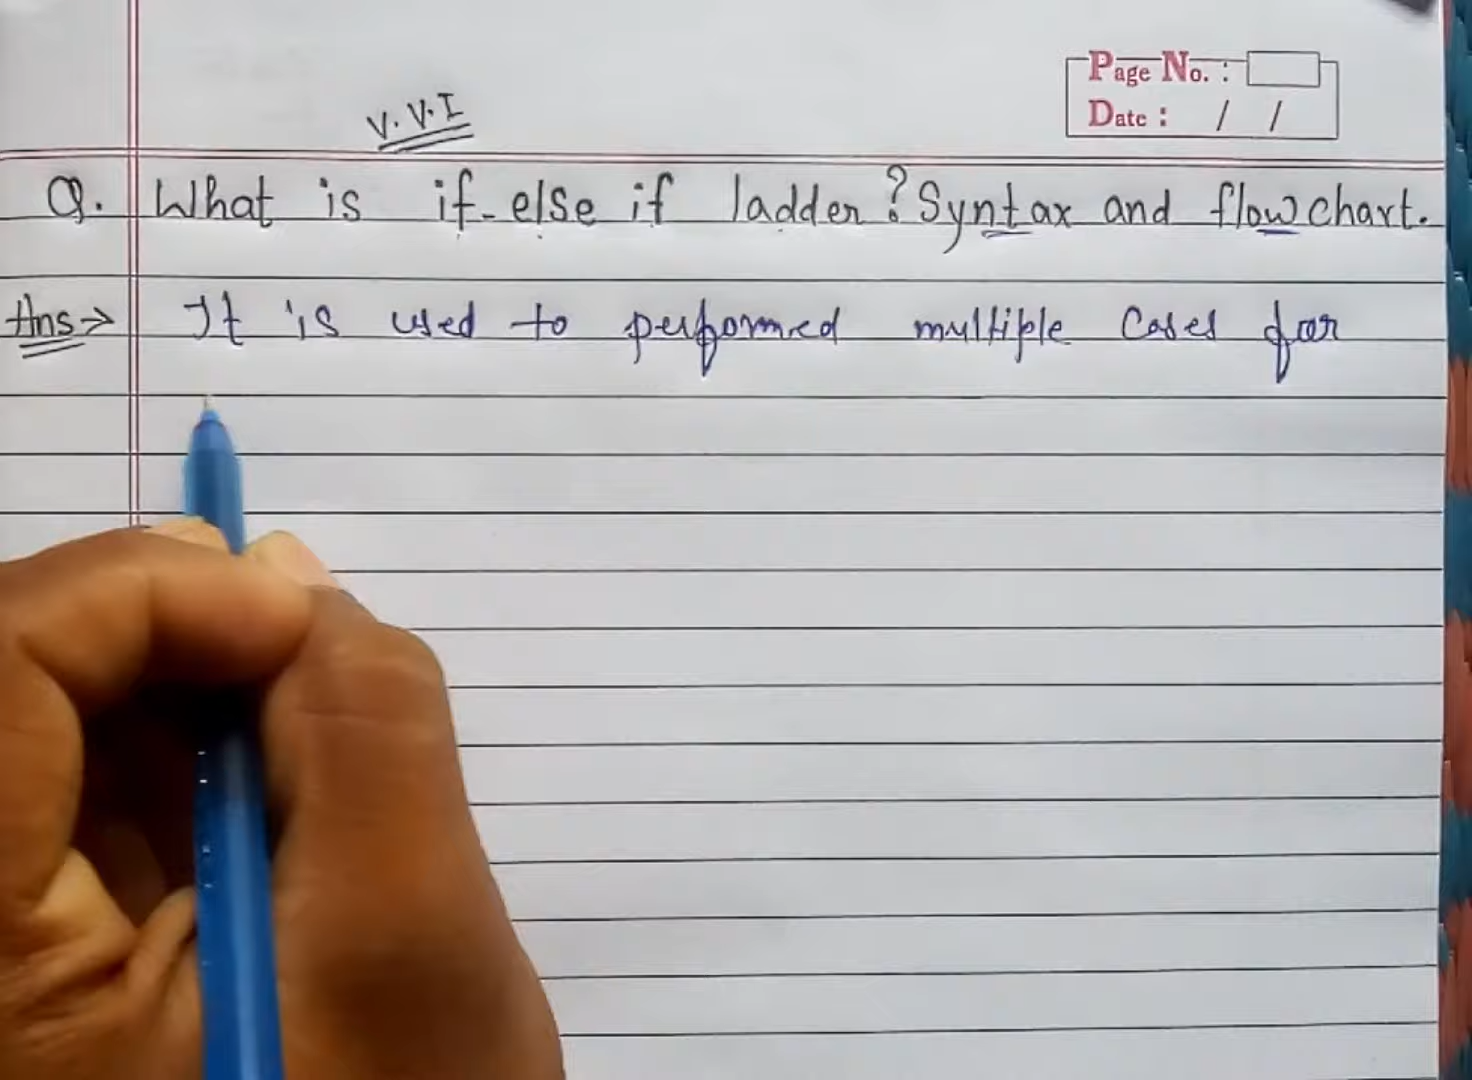 Page No. :
Date : / /
V.V.I
Q. What is if-else if ladder? Syntax and flowchart.
Ans→ It is used to performed multiple cases for